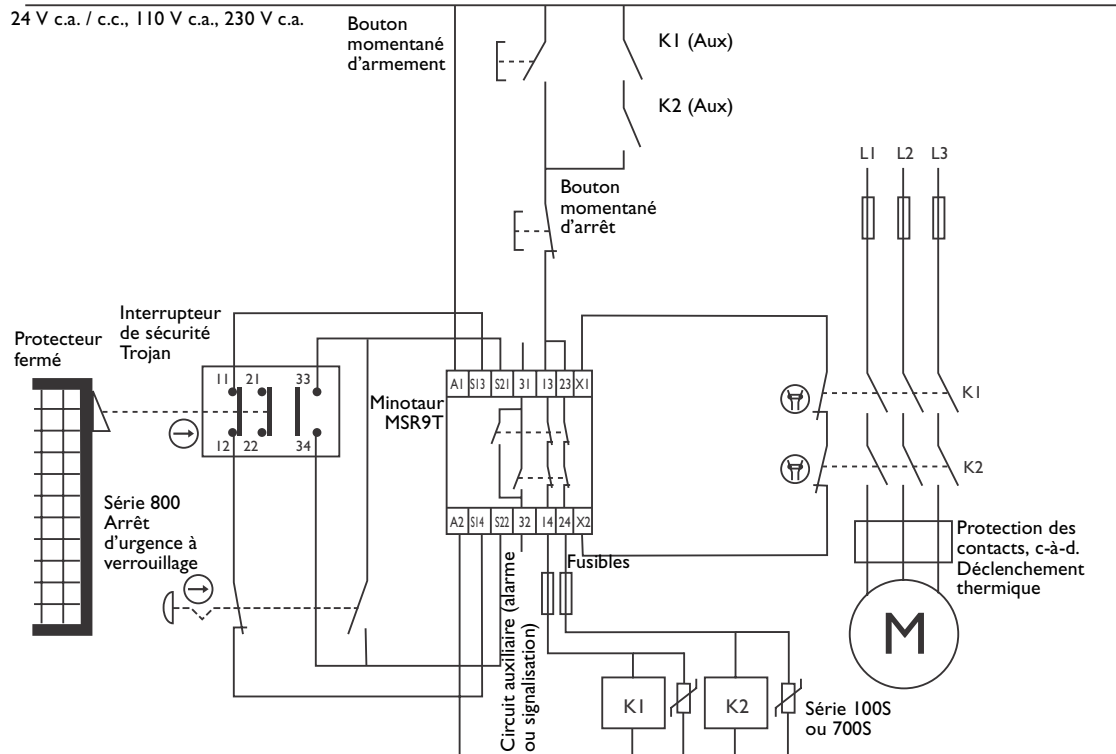 24 V c.a. / c.c., 110 V c.a., 230 V c.a.
Bouton
momentané
d'armement
K1 (Aux)
K2 (Aux)
L1 L2 L3
Bouton
momentané
d'arrêt
Interrupteur
de sécurité
Trojan
Protecteur
fermé
11 21 33
12 22 34
Minotaur
MSR9T
A1 S13 S21 31 13 23 X1
A2 S14 S22 32 14 24 X2
K1
K2
Série 800
Arrêt
d'urgence à
verrouillage
Circuit auxiliaire (alarme
ou signalisation)
Fusibles
Protection des
contacts, c-à-d.
Déclenchement
thermique
M
K1 K2
Série 100S
ou 700S